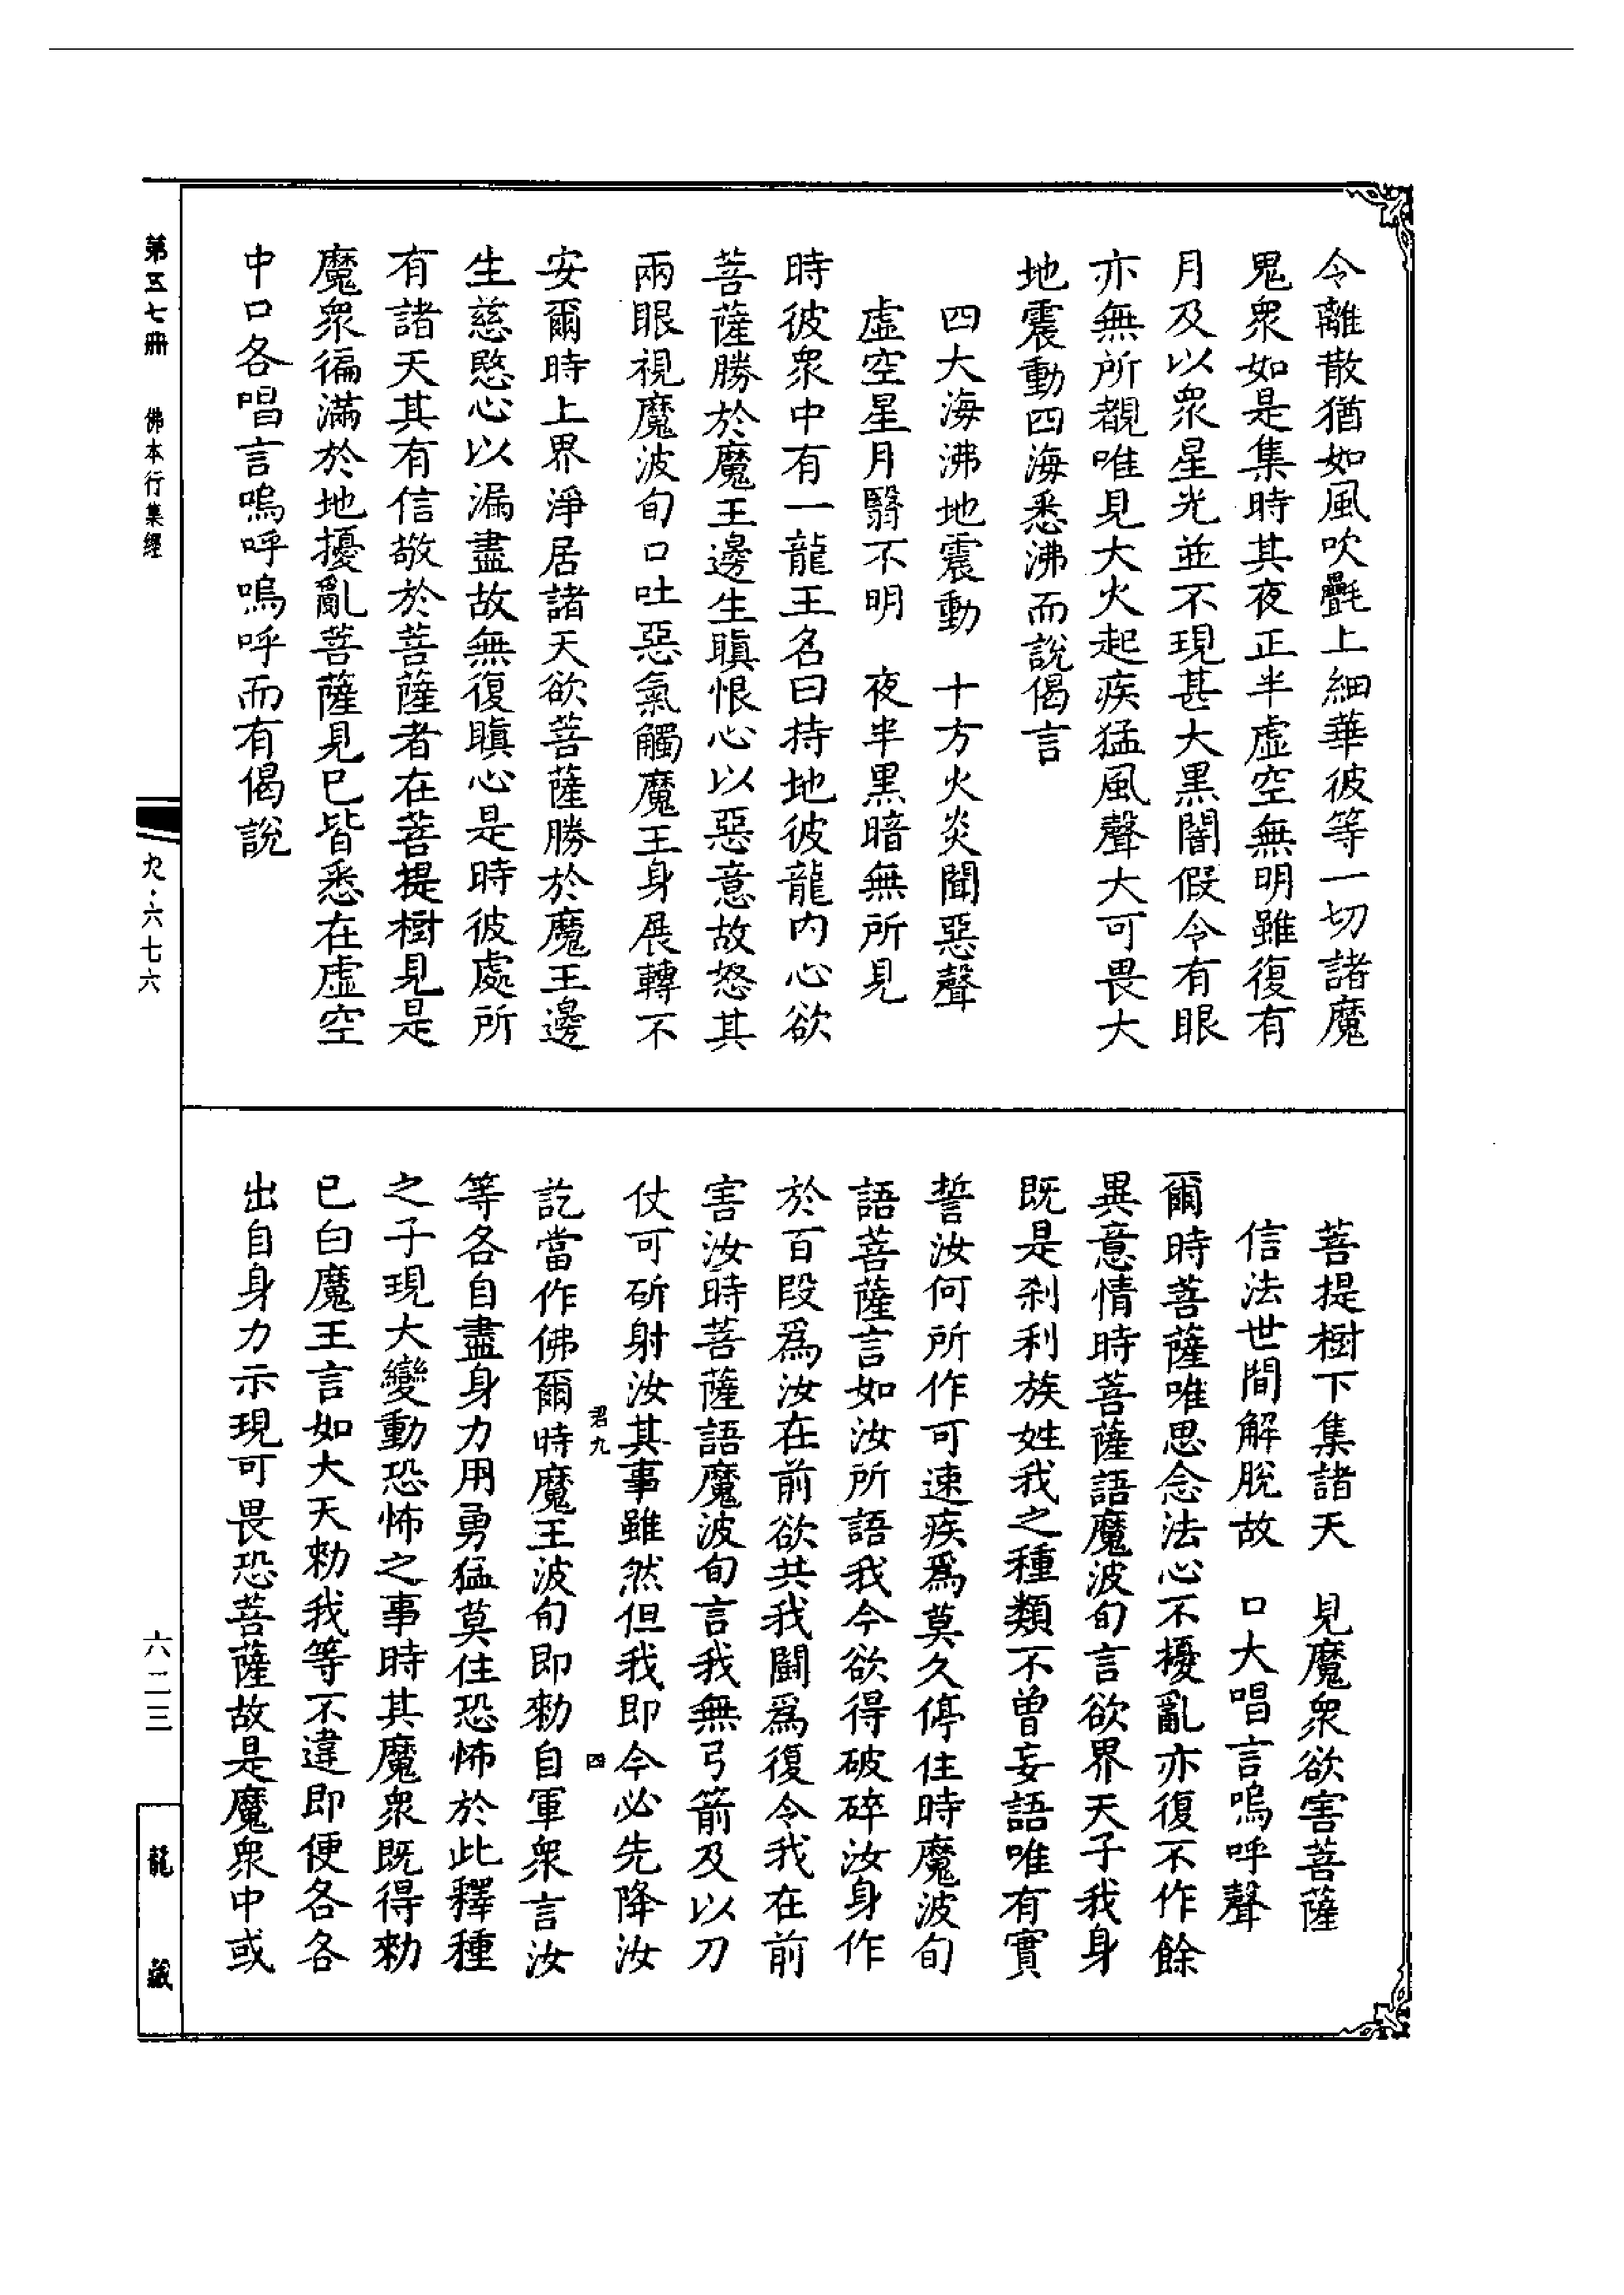 令離散猶如風吹㲲上細華彼等一切諸魔
鬼衆如是集時其夜正半虛空無明雖復有
月及以衆星光並不現甚大黑闇假令有眼
亦無所覩唯見大火起疾猛風聲大可畏大
地震動四海悉沸而說偈言
四大海沸地震動　十方火炎聞惡聲
虛空星月翳不明　夜半黑暗無所見
時彼衆中有一龍王名曰持地彼龍內心欲
菩薩勝於魔王邊生瞋恨心以惡意故怒其
兩眼視魔波旬口吐惡氣觸魔王身展轉不
安爾時上界淨居諸天欲菩薩勝於魔王邊
生慈愍心以漏盡故無復瞋心是時彼處所
有諸天其有信敬於菩薩者在菩提樹見是
魔衆徧滿於地擾亂菩薩見已皆悉在虛空
中口各唱言嗚呼嗚呼而有偈說
菩提樹下集諸天　見魔衆欲害菩薩
信法世間解脫故　口大唱言嗚呼聲
爾時菩薩唯思念法心不擾亂亦復不作餘
異意情時菩薩語魔波旬言欲界天子我身
既是刹利族姓我之種類不曾妄語唯有實
誓汝何所作可速疾爲莫久停住時魔波旬
語菩薩言如汝所語我今欲得破碎汝身作
於百段爲汝在前欲共我鬪爲復令我在前
害汝時菩薩語魔波旬言我無弓箭及以刀
仗可斫射汝其事雖然但我即今必先降汝
君九　四
訖當作佛爾時魔王波旬即勑自軍衆言汝
等各自盡身力用勇猛莫住恐怖於此釋種
之子現大變動恐怖之事時其魔衆既得勑
已白魔王言如大天勑我等不違即便各各
出自身力示現可畏恐菩薩故是魔衆中或
第五七冊　佛本行集經
欠·六七六
六二三
龍藏